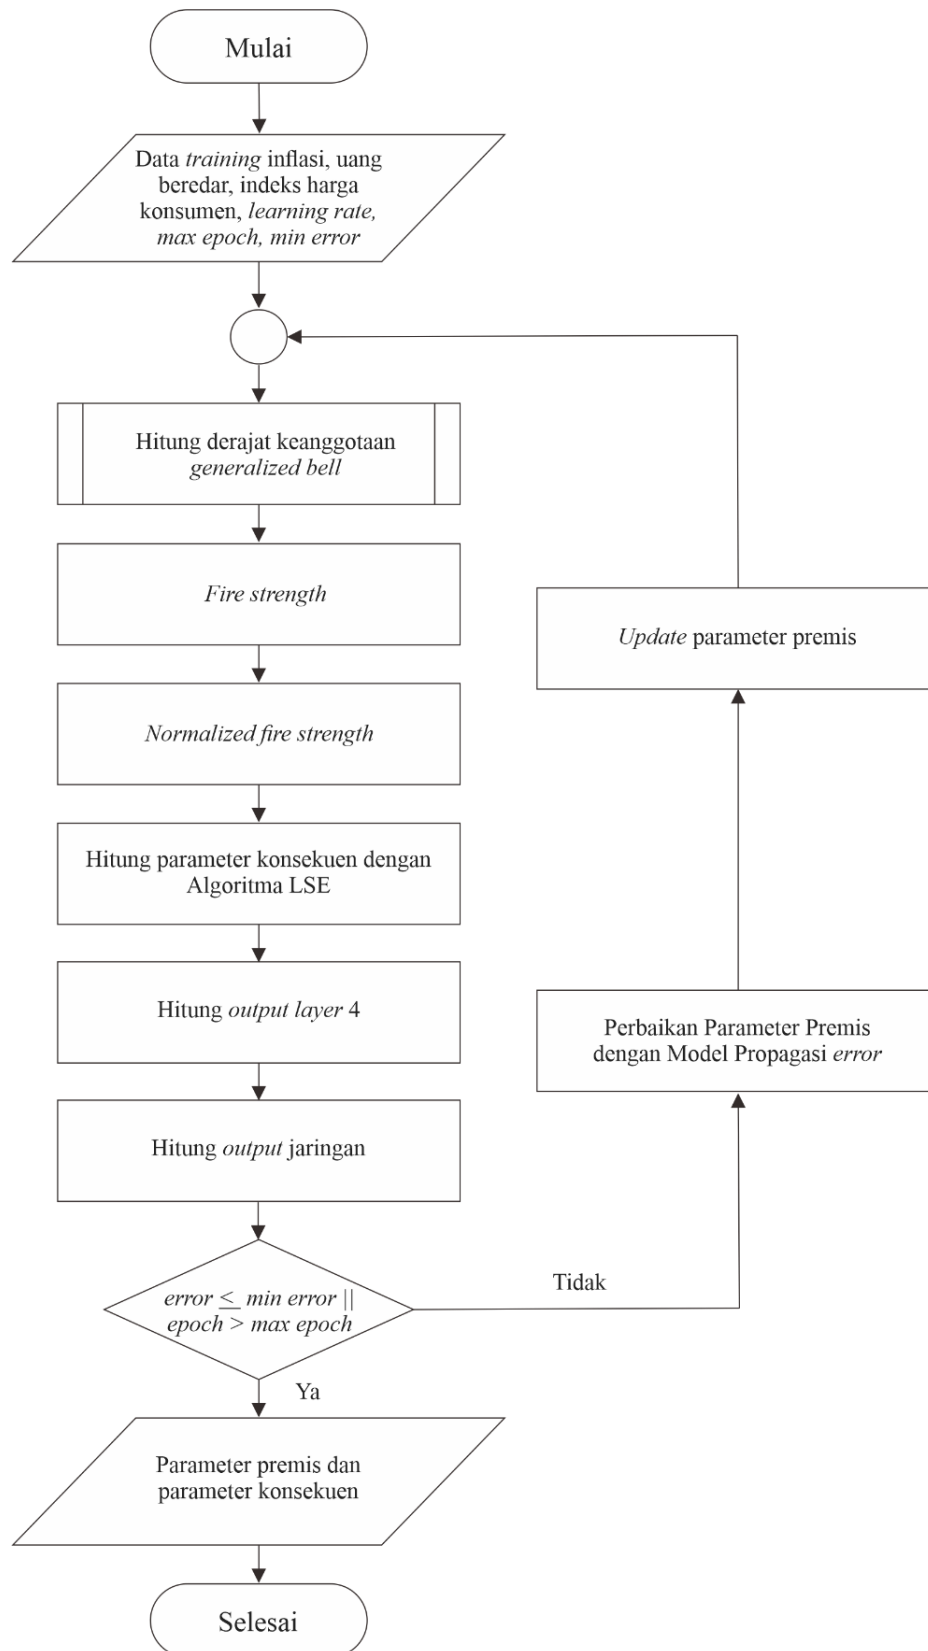 Mulai
Data training inflasi, uang
beredar, indeks harga
konsumen, learning rate,
max epoch, min error
Hitung derajat keanggotaan
generalized bell
Fire strength
Normalized fire strength
Hitung parameter konsekuen dengan
Algoritma LSE
Hitung output layer 4
Hitung output jaringan
error ≤ min error ||
epoch > max epoch
Tidak
Perbaikan Parameter Premis
dengan Model Propagasi error
Update parameter premis
Ya
Parameter premis dan
parameter konsekuen
Selesai